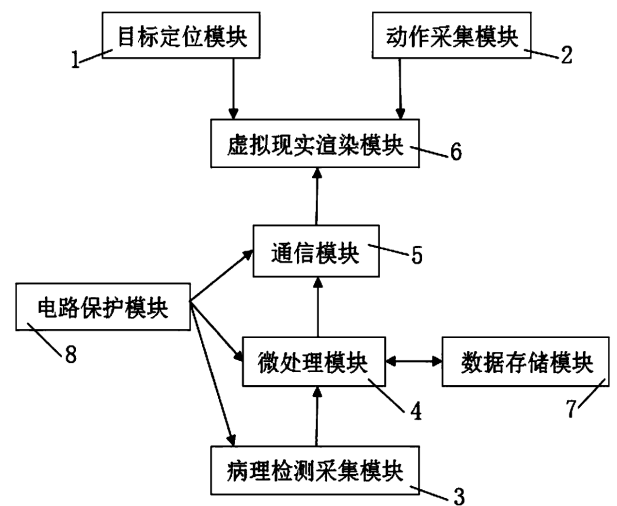 目标定位模块
1
动作采集模块
2
虚拟现实渲染模块
6
通信模块
5
电路保护模块
8
微处理模块
4
数据存储模块
7
病理检测采集模块
3